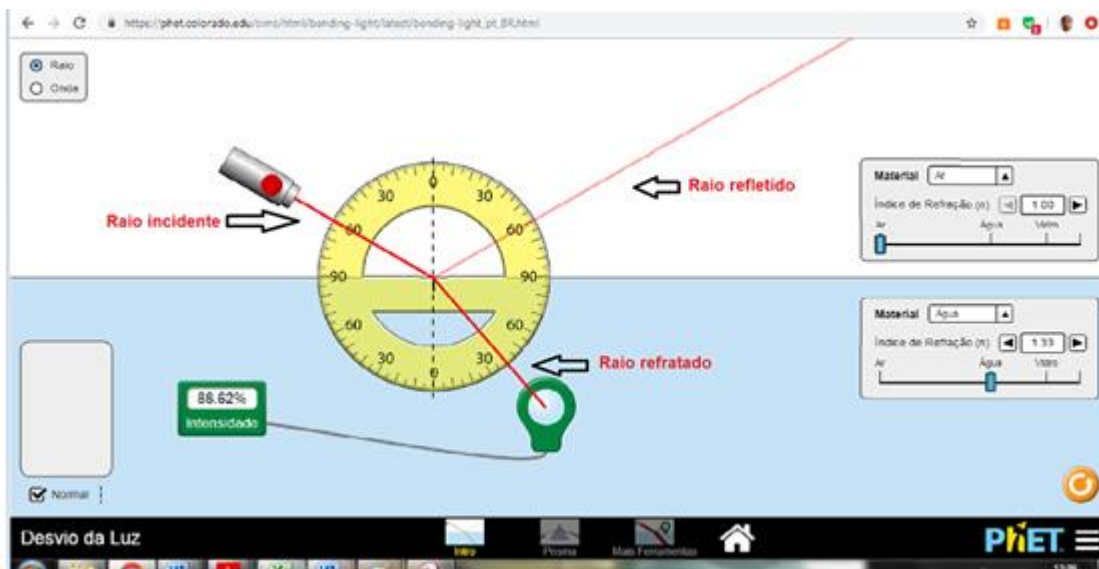 https://phet.colorado.edu/sims/html/bending-light/latest/bending-light_pt_BR.html
Raio
Onda
Raio incidente
Raio refletido
Raio refratado
0
30
30
60
60
90
90
60
60
30
30
0
Material Ar
Índice de Refração (n) 1.00
Ar Água Vidro
Material Água
Índice de Refração (n) 1.33
Ar Água Vidro
88.62%
Intensidade
Normal
Desvio da Luz
Intro
Prisma
Mais Ferramentas
PhET